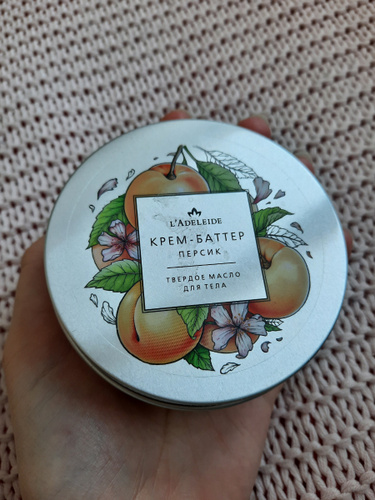 L'ADELEIDE
КРЕМ-БАТТЕР
ПЕРСИК
ТВЕРДОЕ МАСЛО
ДЛЯ ТЕЛА